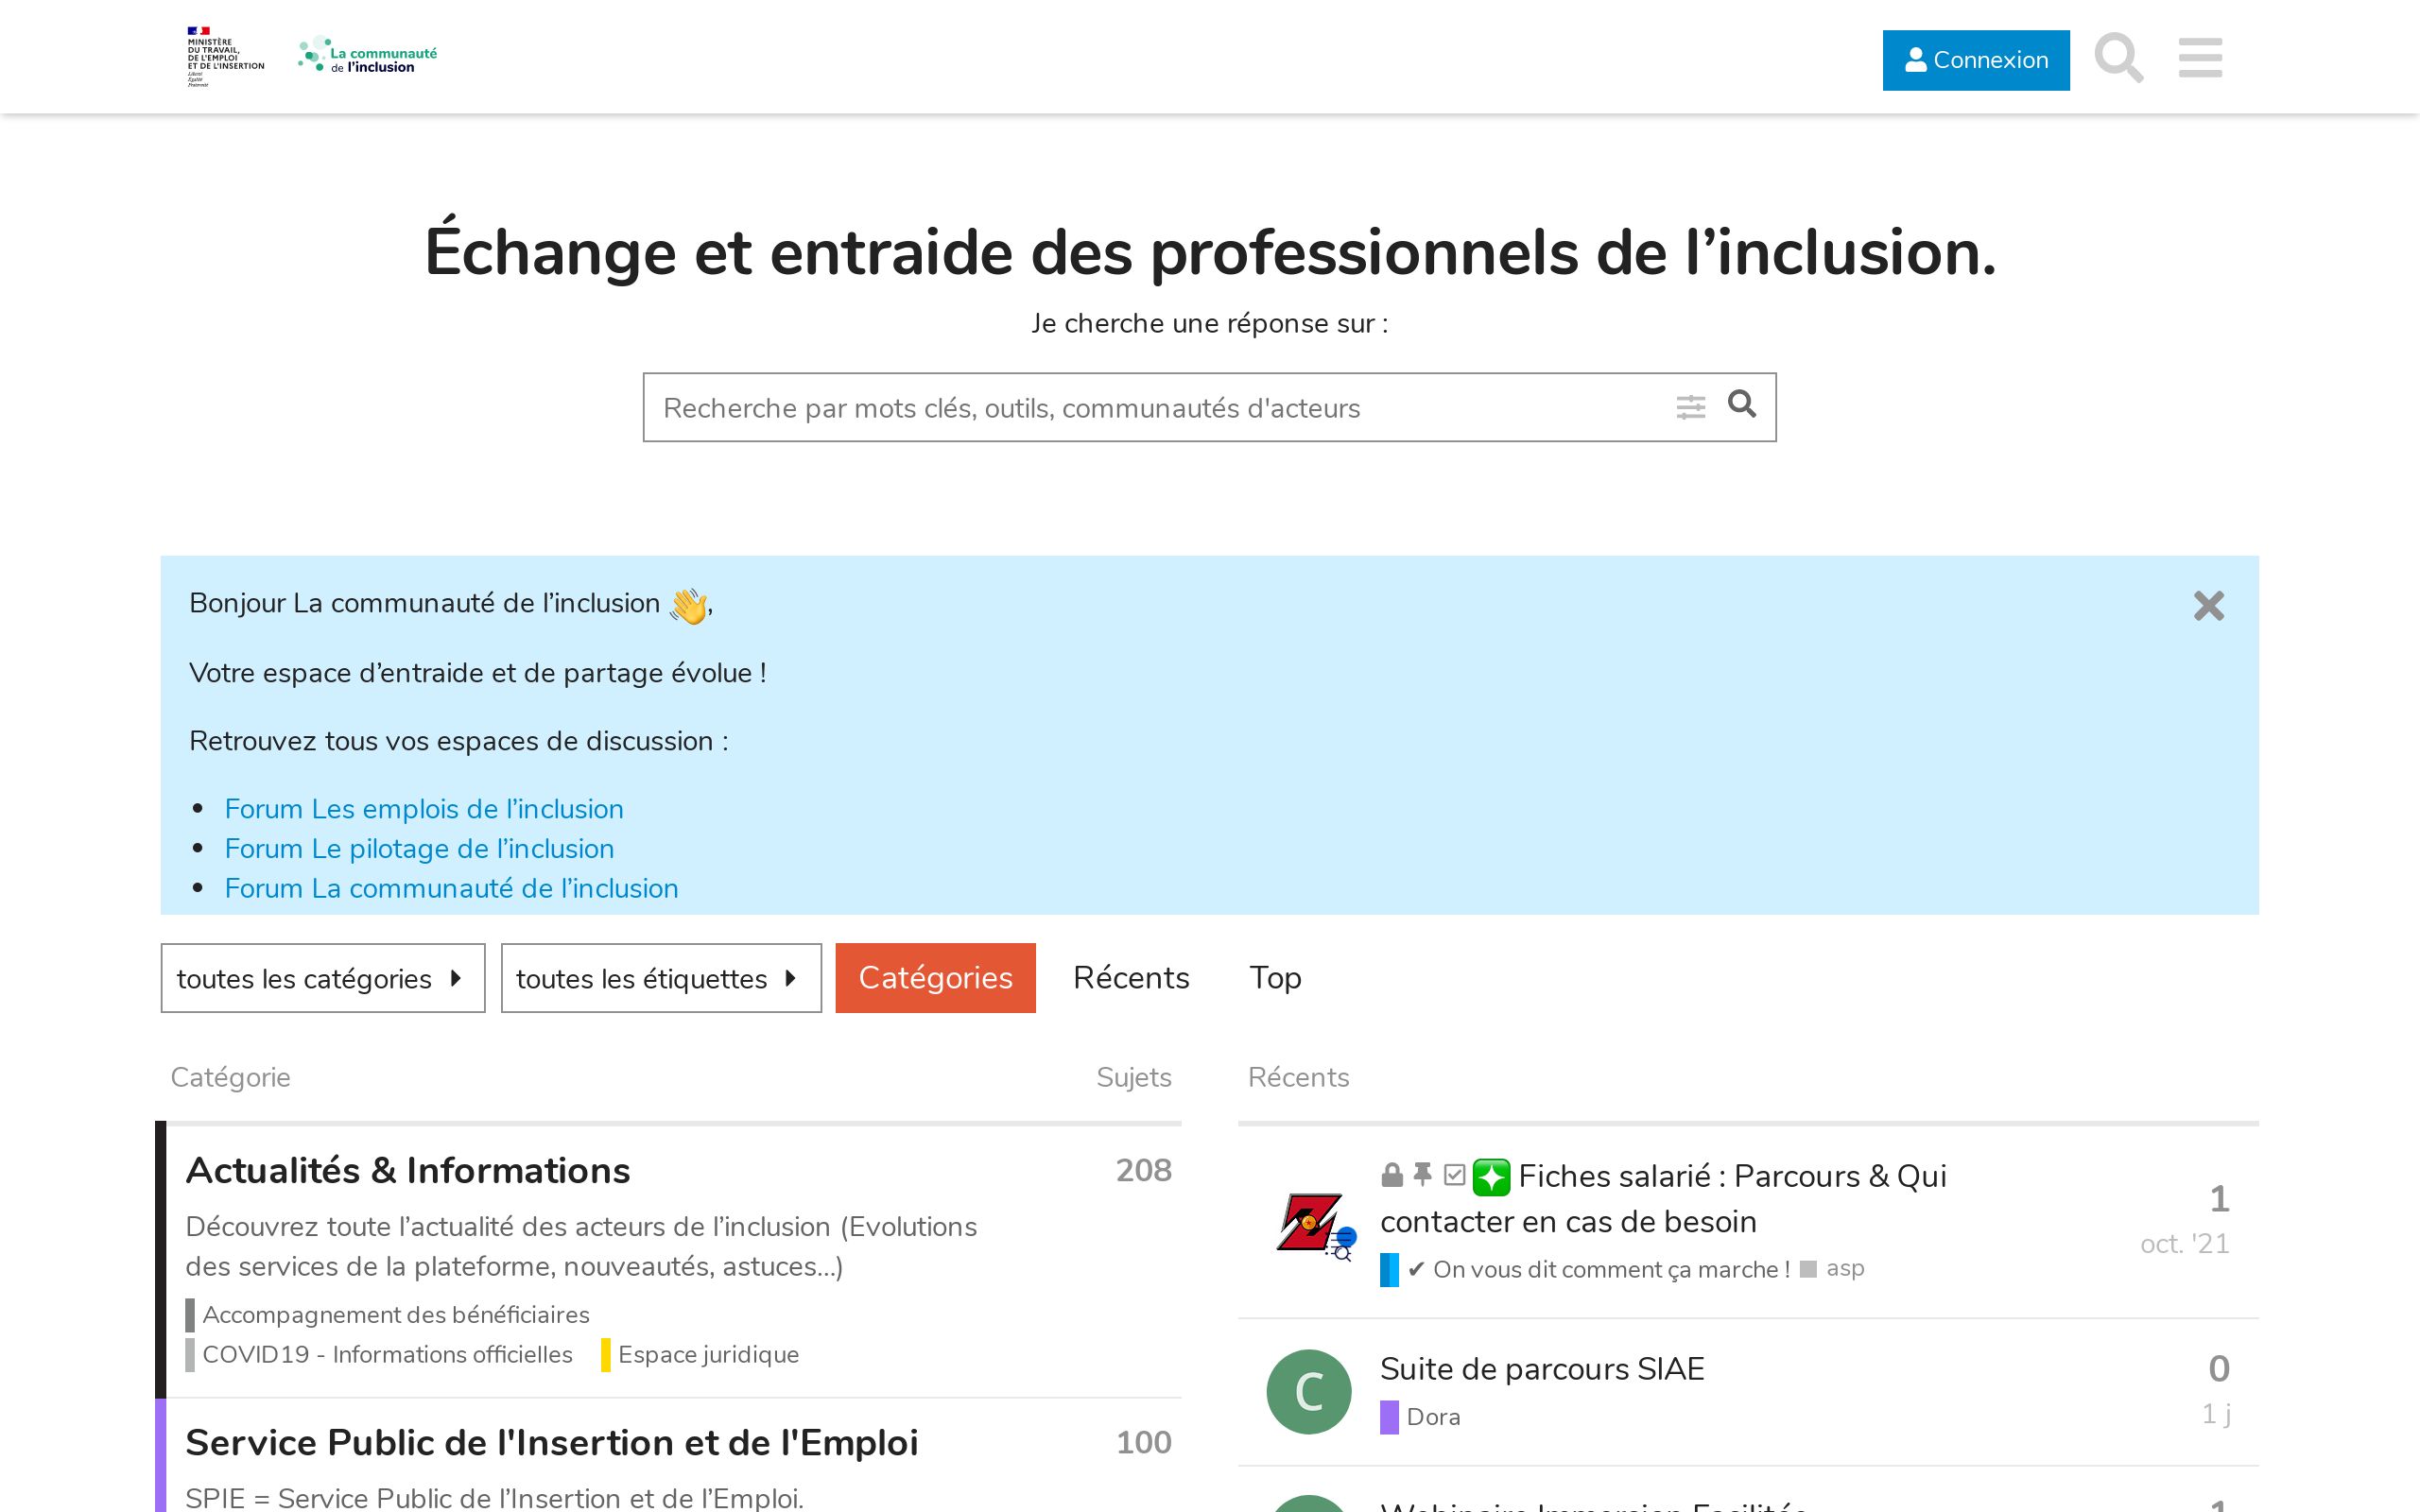 MINISTÈRE
DU TRAVAIL,
DE L'EMPLOI
ET DE L'INSERTION
Liberté
Égalité
Fraternité
La communauté
de l'inclusion
Connexion
Échange et entraide des professionnels de l’inclusion.
Je cherche une réponse sur :
Recherche par mots clés, outils, communautés d'acteurs
Bonjour La communauté de l’inclusion 👋,
Votre espace d’entraide et de partage évolue !
Retrouvez tous vos espaces de discussion :
• Forum Les emplois de l’inclusion
• Forum Le pilotage de l’inclusion
• Forum La communauté de l’inclusion
toutes les catégories
toutes les étiquettes
Catégories
Récents
Top
Catégorie
Sujets
Actualités & Informations
208
Découvrez toute l’actualité des acteurs de l’inclusion (Evolutions
des services de la plateforme, nouveautés, astuces…)
Accompagnement des bénéficiaires
COVID19 - Informations officielles
Espace juridique
Service Public de l'Insertion et de l'Emploi
100
SPIE = Service Public de l’Insertion et de l’Emploi.
Récents
Fiches salarié : Parcours & Qui
contacter en cas de besoin
1
oct. '21
✔ On vous dit comment ça marche !
asp
C
Suite de parcours SIAE
0
Dora
1 j
Webinaire Immersion Facilitée
1